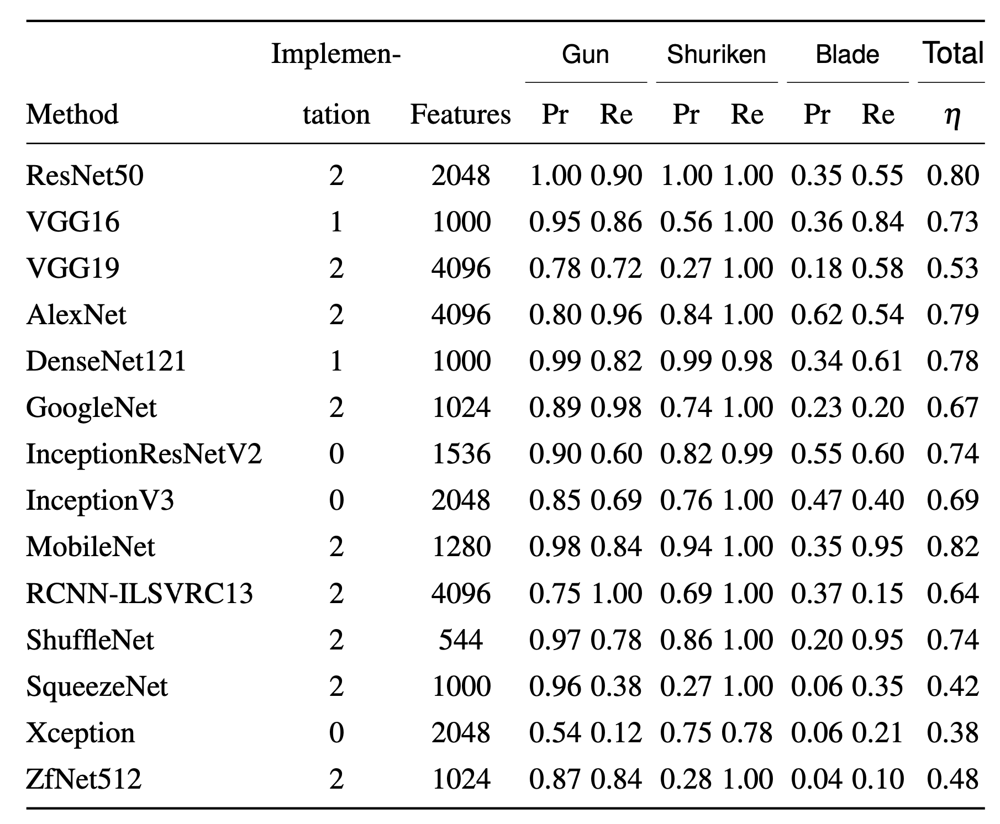 Implemen- Gun Shuriken Blade Total
Method tation Features Pr Re Pr Re Pr Re η
ResNet50 2 2048 1.00 0.90 1.00 1.00 0.35 0.55 0.80
VGG16 1 1000 0.95 0.86 0.56 1.00 0.36 0.84 0.73
VGG19 2 4096 0.78 0.72 0.27 1.00 0.18 0.58 0.53
AlexNet 2 4096 0.80 0.96 0.84 1.00 0.62 0.54 0.79
DenseNet121 1 1000 0.99 0.82 0.99 0.98 0.34 0.61 0.78
GoogleNet 2 1024 0.89 0.98 0.74 1.00 0.23 0.20 0.67
InceptionResNetV2 0 1536 0.90 0.60 0.82 0.99 0.55 0.60 0.74
InceptionV3 0 2048 0.85 0.69 0.76 1.00 0.47 0.40 0.69
MobileNet 2 1280 0.98 0.84 0.94 1.00 0.35 0.95 0.82
RCNN-ILSVRC13 2 4096 0.75 1.00 0.69 1.00 0.37 0.15 0.64
ShuffleNet 2 544 0.97 0.78 0.86 1.00 0.20 0.95 0.74
SqueezeNet 2 1000 0.96 0.38 0.27 1.00 0.06 0.35 0.42
Xception 0 2048 0.54 0.12 0.75 0.78 0.06 0.21 0.38
ZfNet512 2 1024 0.87 0.84 0.28 1.00 0.04 0.10 0.48